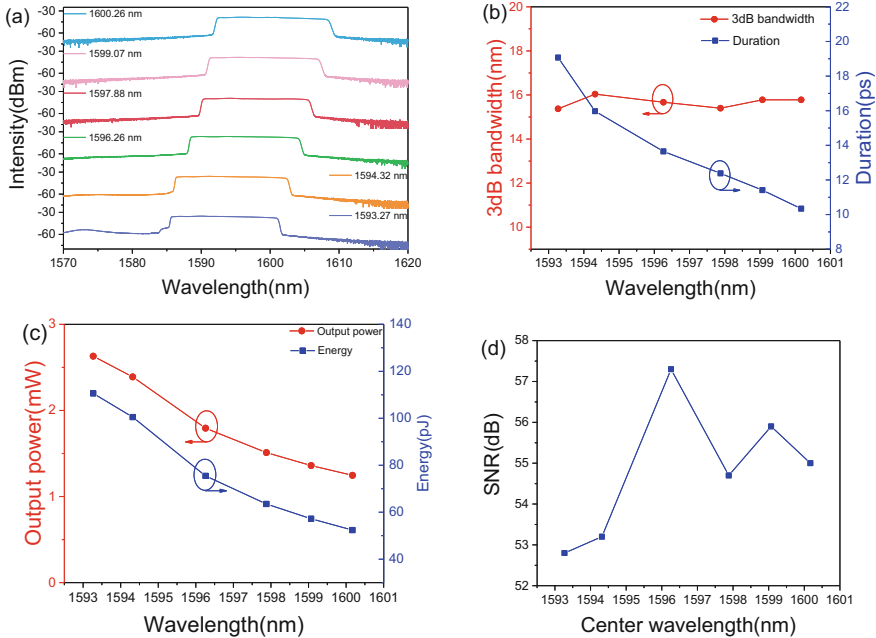 (a)
Intensity(dBm)
-30
-60
-30
-60
-30
-60
-30
-60
-30
-60
-30
-60
1600.26 nm
1599.07 nm
1597.88 nm
1596.26 nm
1594.32 nm
1593.27 nm
1570 1580 1590 1600 1610 1620
Wavelength(nm)
(b)
3dB bandwidth(nm)
20
18
16
14
12
10
3dB bandwidth
Duration
22
20
18
16
14
12
10
8
Duration(ps)
1593 1594 1595 1596 1597 1598 1599 1600 1601
Wavelength(nm)
(c)
Output power(mW)
3
2
1
0
Output power
Energy
140
120
100
80
60
40
Energy(pJ)
1593 1594 1595 1596 1597 1598 1599 1600 1601
Wavelength(nm)
(d)
SNR(dB)
58
57
56
55
54
53
52
1593 1594 1595 1596 1597 1598 1599 1600 1601
Center wavelength(nm)